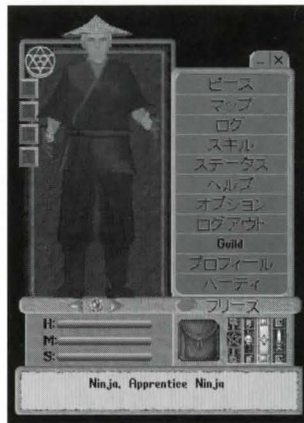 ピース
マップ
ログ
スキル
ステータス
ヘルプ
オプション
ログアウト
Guild
プロフィール
パーティ
フリーズ
H:
M:
S:
Ninja, Apprentice Ninja